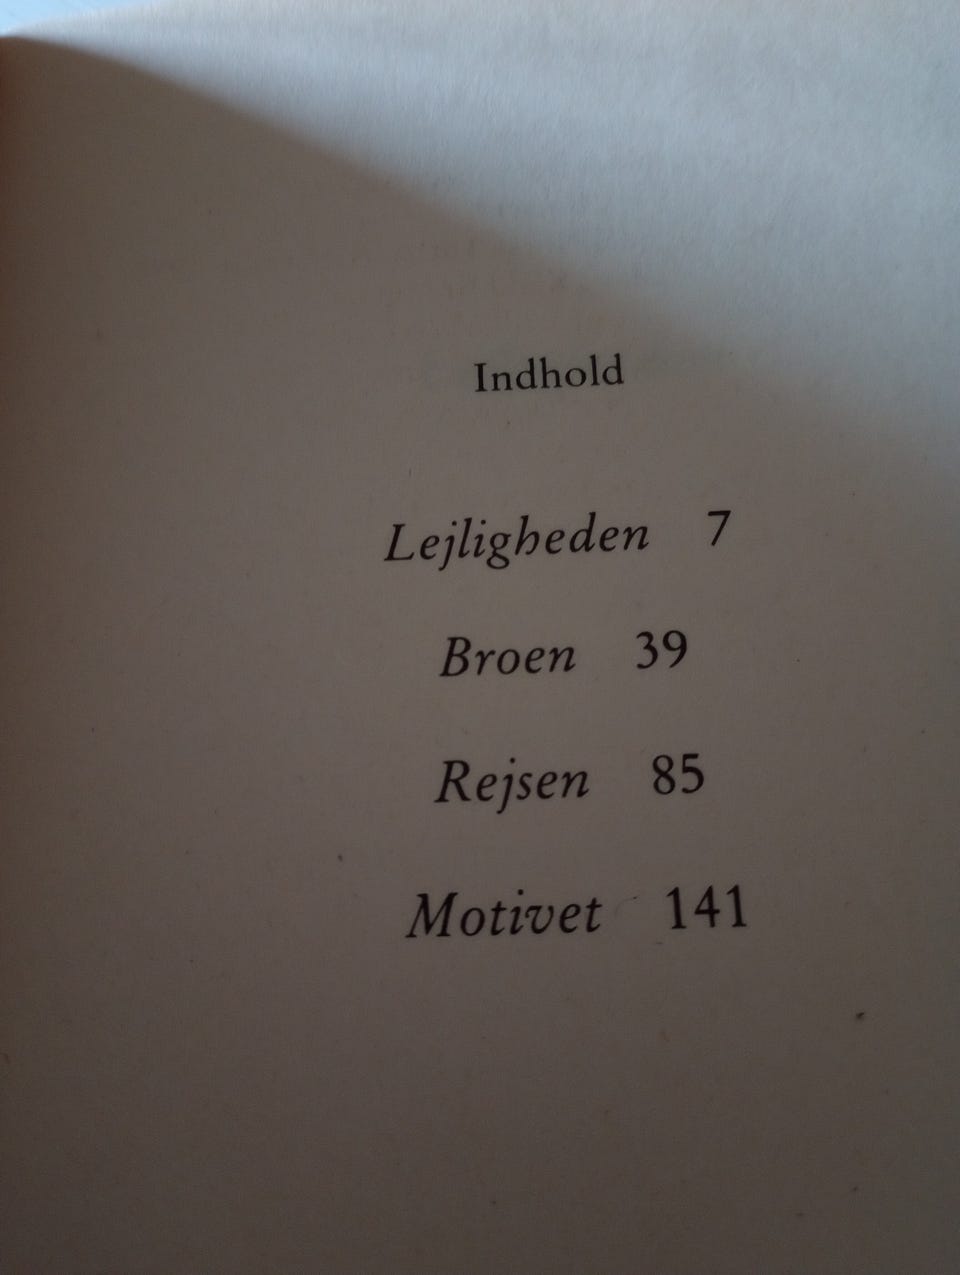 Indhold
Lejligheden 7
Broen 39
Rejsen 85
Motivet 141